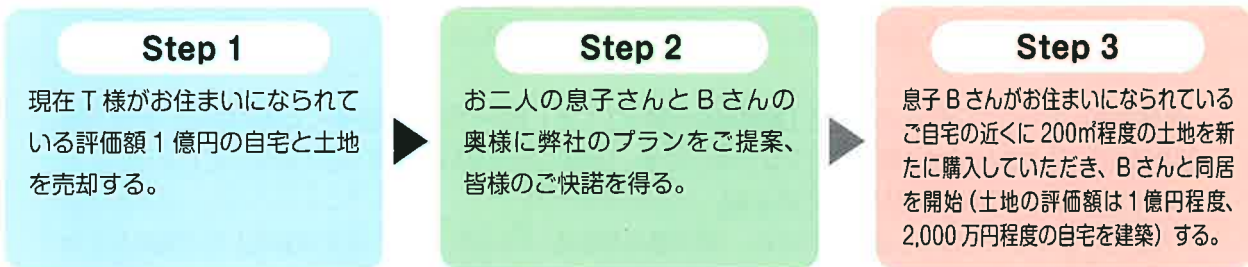 Step 1
現在T様がお住まいになられて
いる評価額1億円の自宅と土地
を売却する。
Step 2
お二人の息子さんとBさんの
奥様に弊社のプランをご提案、
皆様のご快諾を得る。
Step 3
息子Bさんがお住まいになられている
ご自宅の近くに200㎡程度の土地を新
たに購入していただき、Bさんと同居
を開始（土地の評価額は1億円程度、
2,000万円程度の自宅を建築）する。